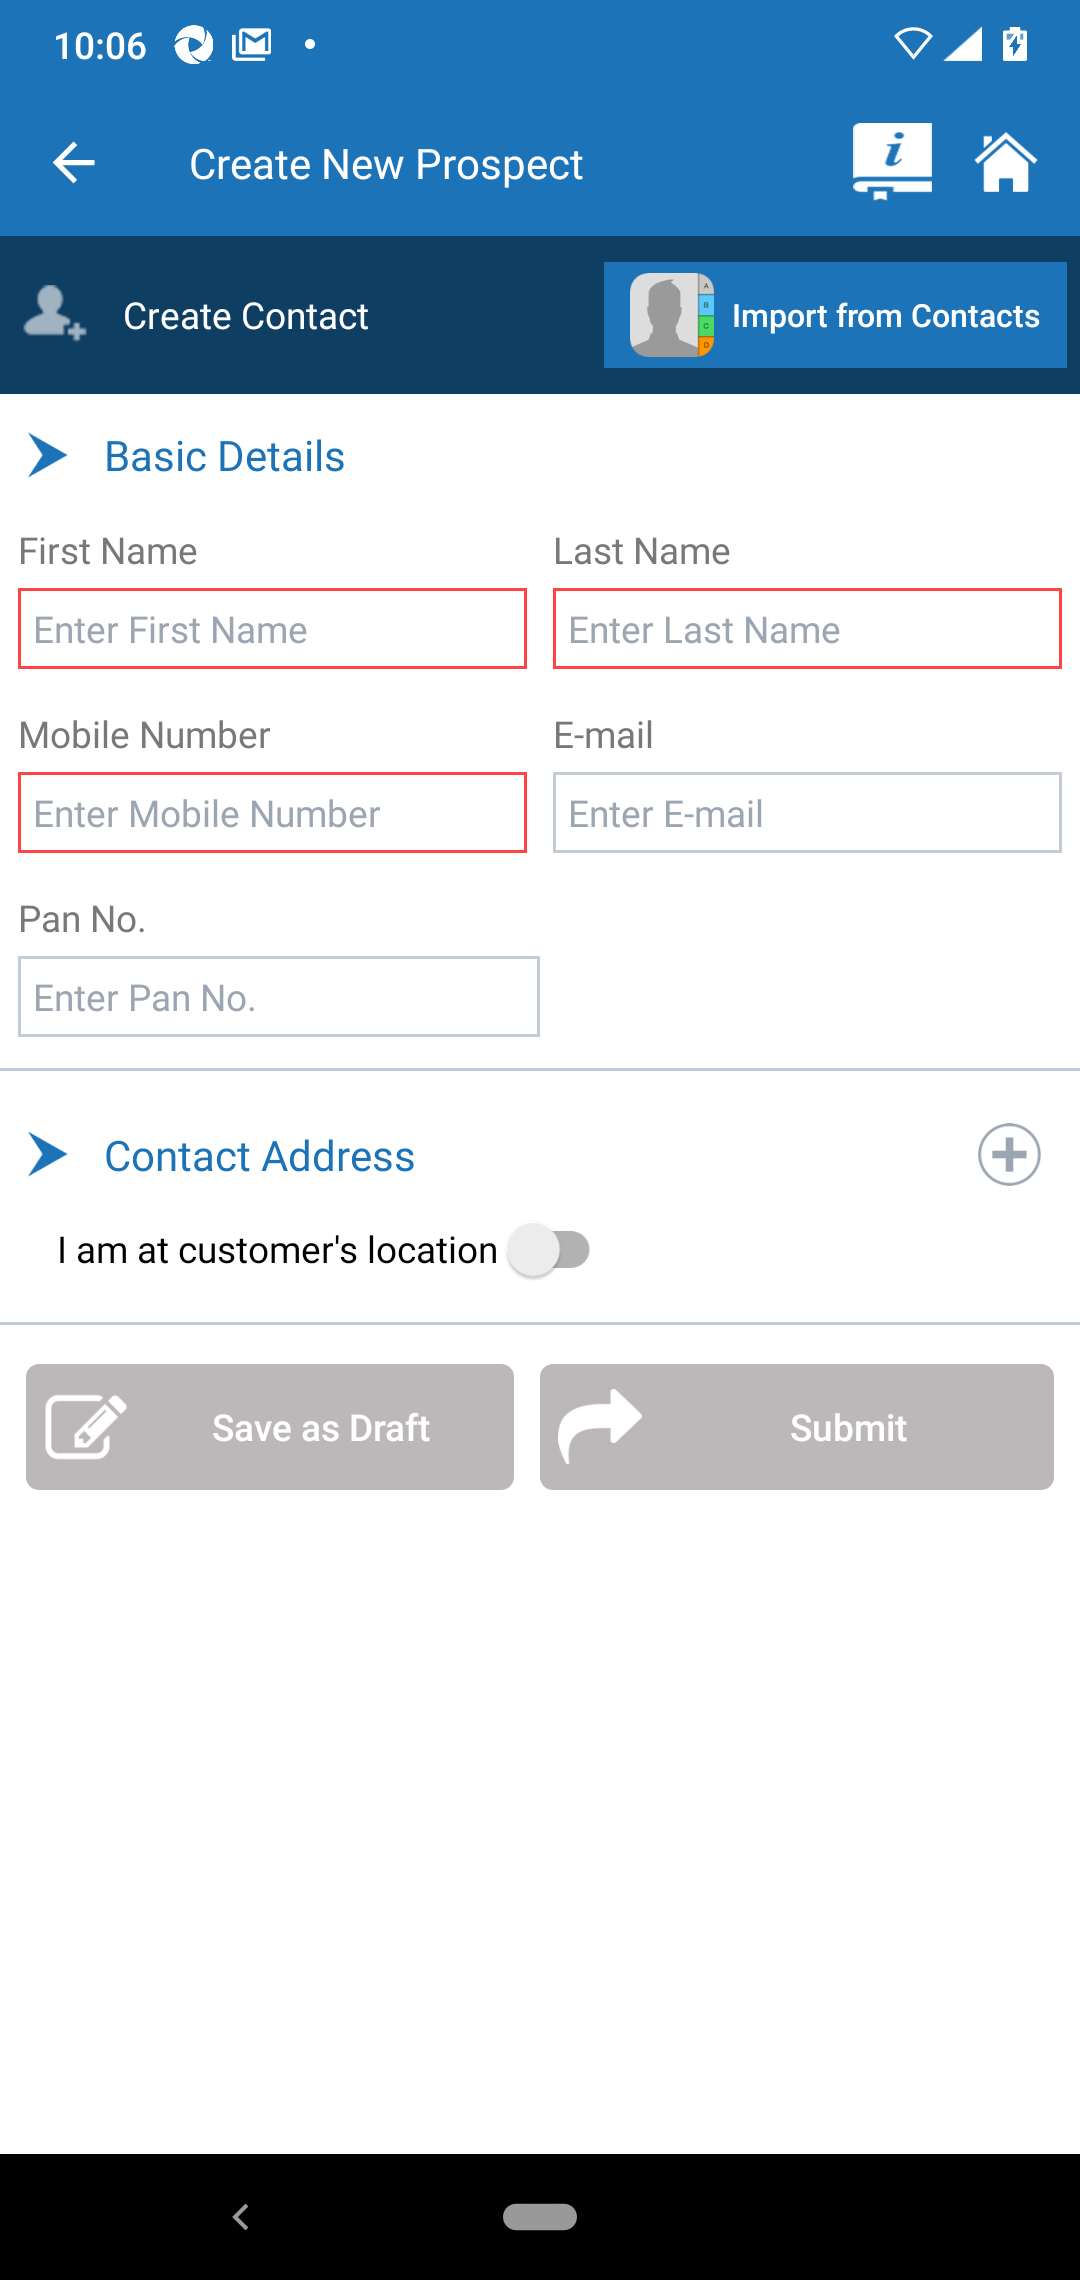 10:06
Create New Prospect
i
Create Contact
A
B
C
D
Import from Contacts
Basic Details
First Name
Last Name
Enter First Name
Enter Last Name
Mobile Number
E-mail
Enter Mobile Number
Enter E-mail
Pan No.
Enter Pan No.
Contact Address
I am at customer's location
Save as Draft
Submit